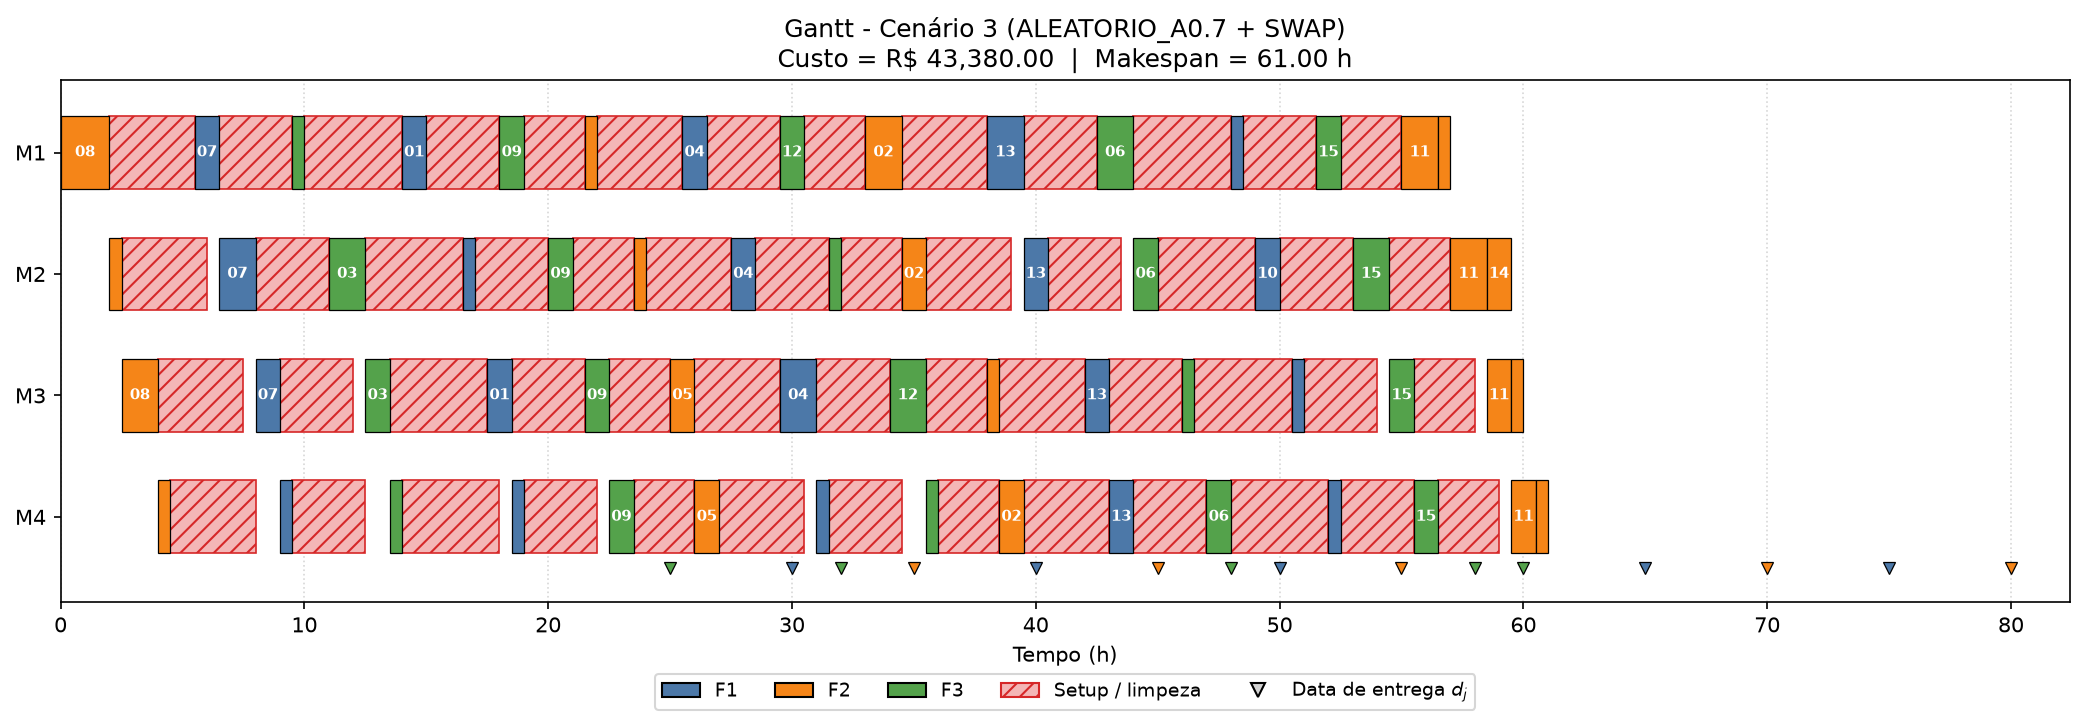 Gantt - Cenário 3 (ALEATORIO_A0.7 + SWAP)
Custo = R$ 43,380.00 | Makespan = 61.00 h
M1 08 07 01 09 04 12 02 13 06 15 11
M2 07 03 09 04 02 13 06 10 15 11 14
M3 08 07 03 01 09 05 04 12 13 15 11
M4 09 05 02 13 06 15 11
0 10 20 30 40 50 60 70 80
Tempo (h)
F1 F2 F3 Setup / limpeza Data de entrega dj